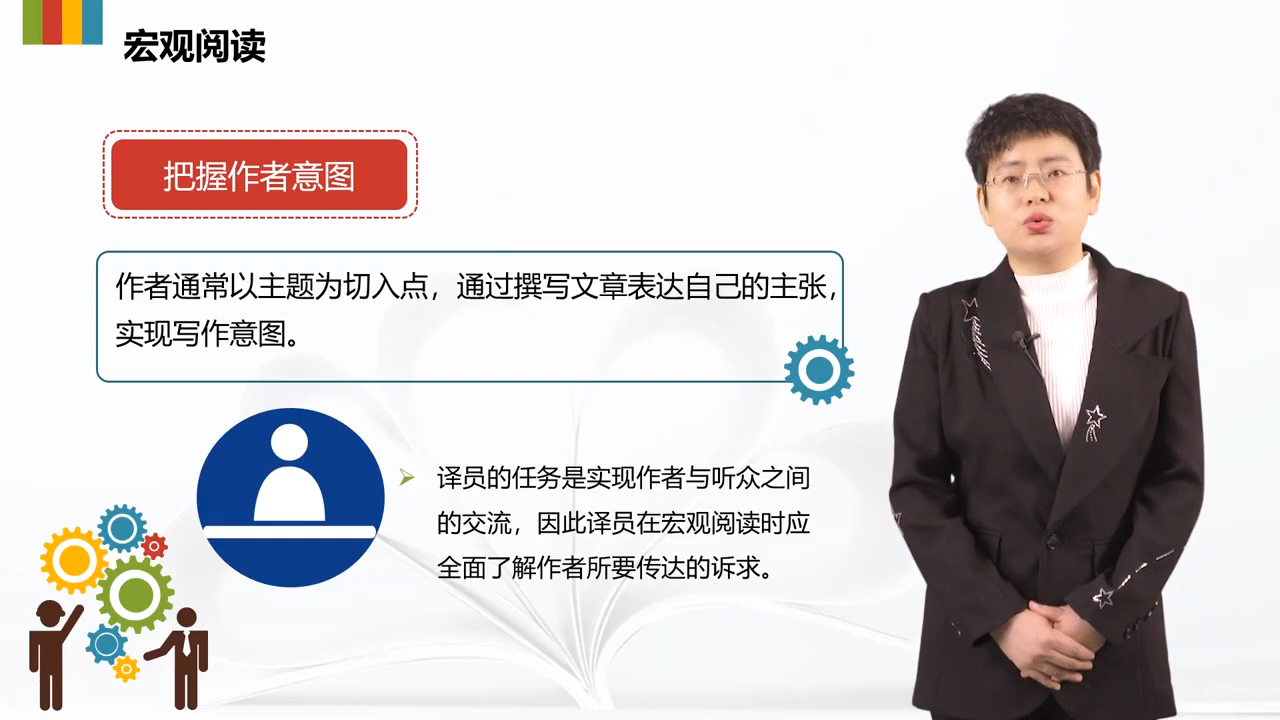 宏观阅读
把握作者意图
作者通常以主题为切入点，通过撰写文章表达自己的主张，
实现写作意图。
译员的任务是实现作者与听众之间
的交流，因此译员在宏观阅读时应
全面了解作者所要传达的诉求。